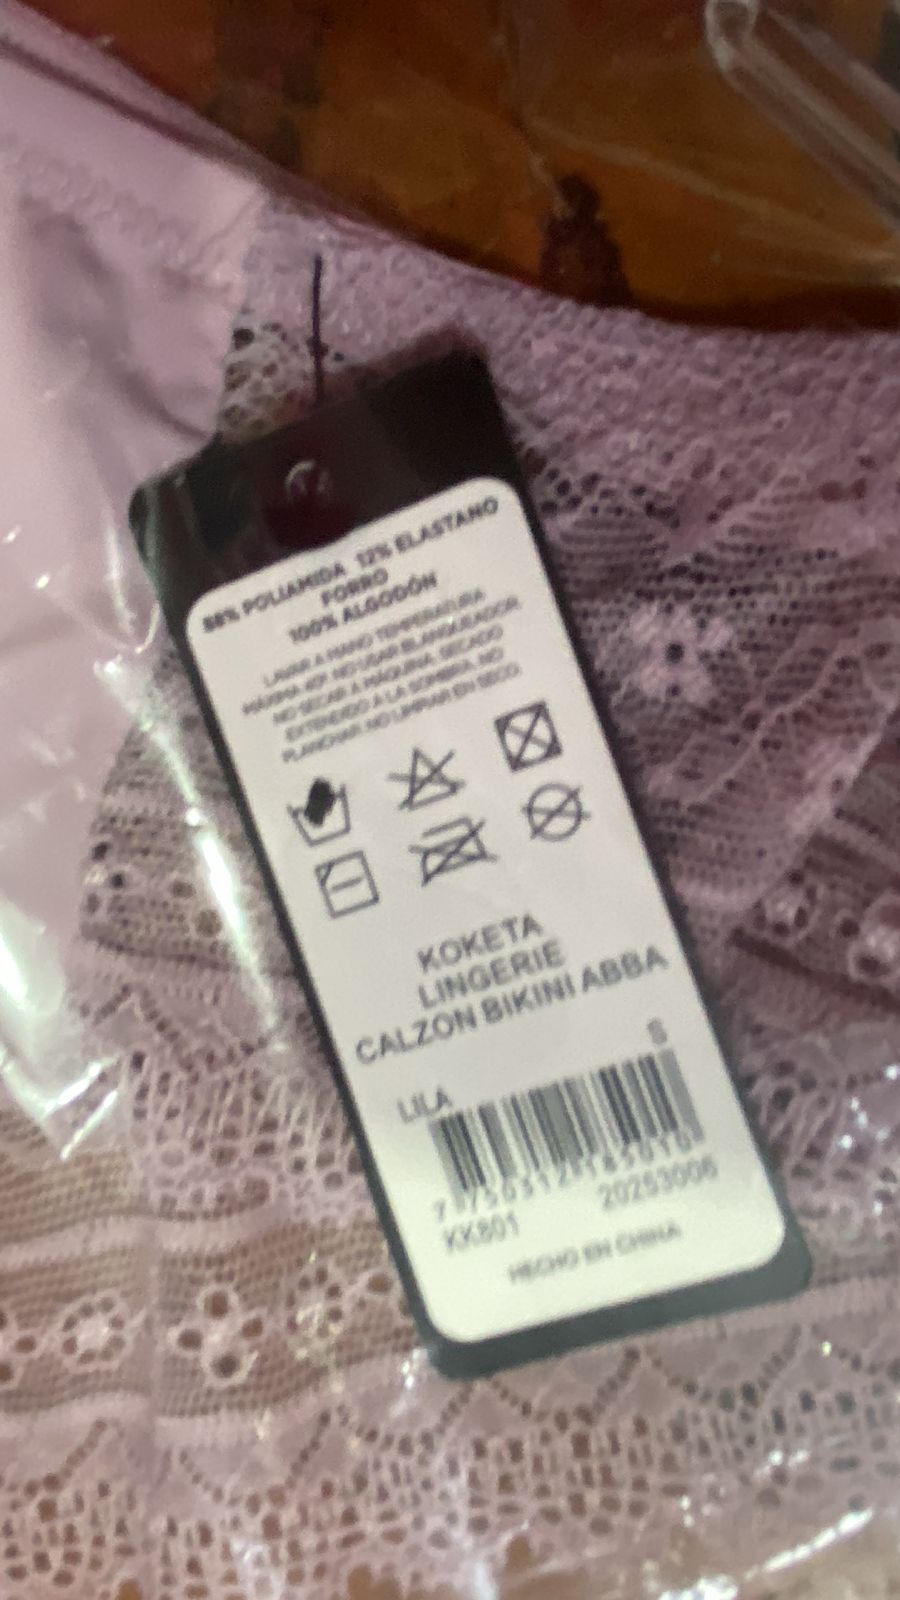 88% POLIAMIDA 12% ELASTANO
FORRO
100% ALGODÓN
LAVAR A MANO TEMPERATURA
MÁXIMA 40º. NO USAR BLANQUEADOR.
NO SECAR A MÁQUINA. SECADO
EXTENDIDO A LA SOMBRA. NO
PLANCHAR. NO LIMPIAR EN SECO.
KOKETA
LINGERIE
CALZON BIKINI ABBA
S
LILA
7750312185010
KK801 20253006
HECHO EN CHINA